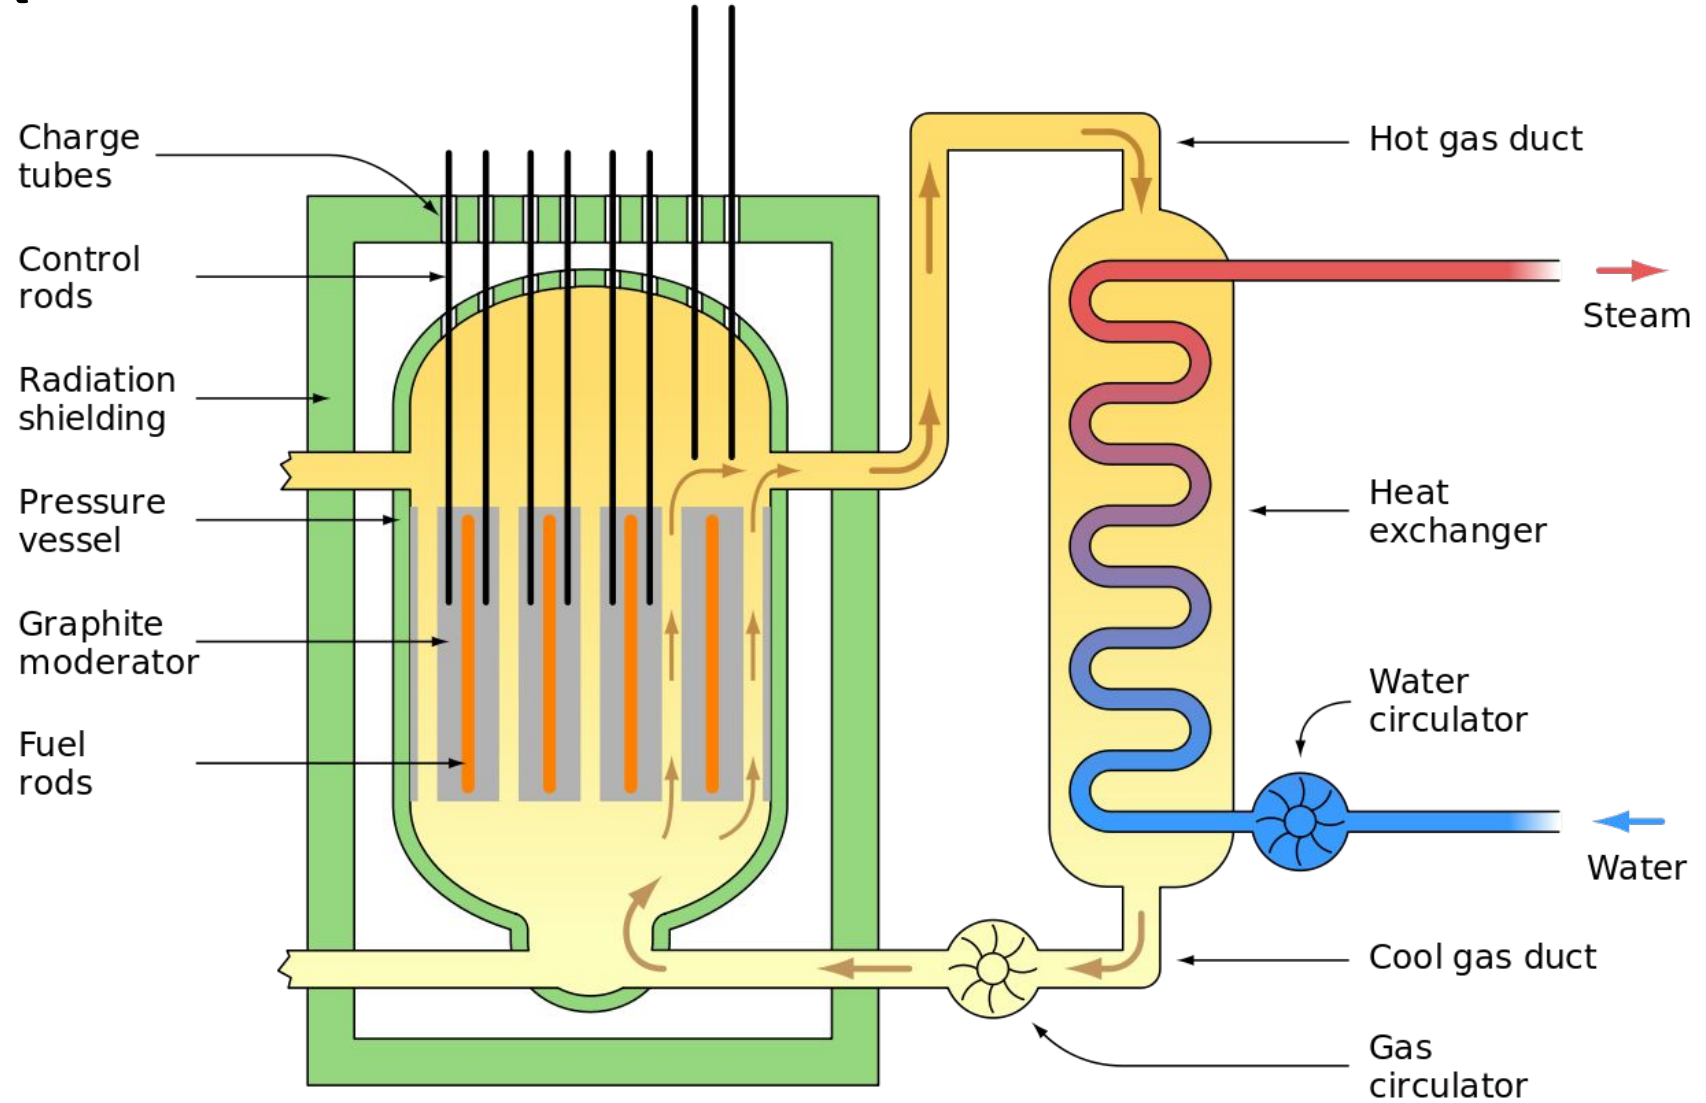 Charge
tubes
Control
rods
Radiation
shielding
Pressure
vessel
Graphite
moderator
Fuel
rods
Hot gas duct
Steam
Heat
exchanger
Water
circulator
Water
Cool gas duct
Gas
circulator